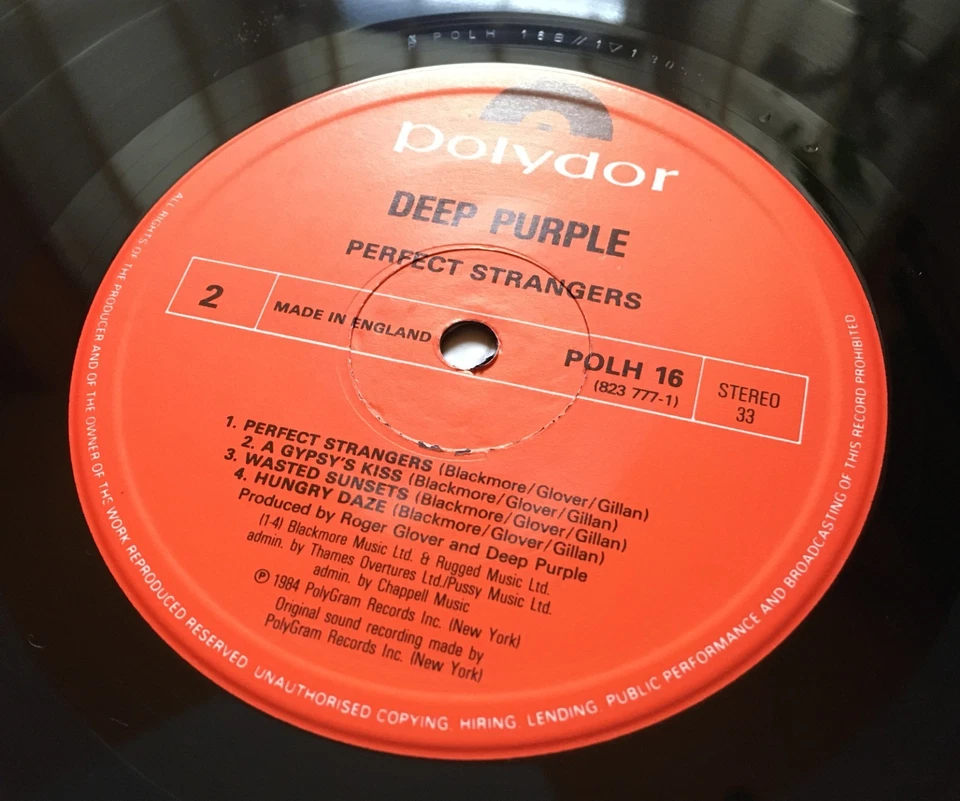 POLH 16B//1▽1
polydor
DEEP PURPLE
PERFECT STRANGERS
2
MADE IN ENGLAND
POLH 16
(823 777-1)
STEREO
33
1. PERFECT STRANGERS (Blackmore/Glover/Gillan)
2. A GYPSY'S KISS (Blackmore/Glover/Gillan)
3. WASTED SUNSETS (Blackmore/Glover/Gillan)
4. HUNGRY DAZE (Blackmore/Glover/Gillan)
Produced by Roger Glover and Deep Purple
(1-4) Blackmore Music Ltd. & Rugged Music Ltd.
admin. by Thames Overtures Ltd./Pussy Music Ltd.
admin. by Chappell Music
Ⓟ 1984 PolyGram Records Inc. (New York)
Original sound recording made by
PolyGram Records Inc. (New York)
ALL RIGHTS OF THE PRODUCER AND OF THE OWNER OF THE WORK REPRODUCED RESERVED. UNAUTHORISED COPYING. HIRING. LENDING. PUBLIC PERFORMANCE AND BROADCASTING OF THIS RECORD PROHIBITED